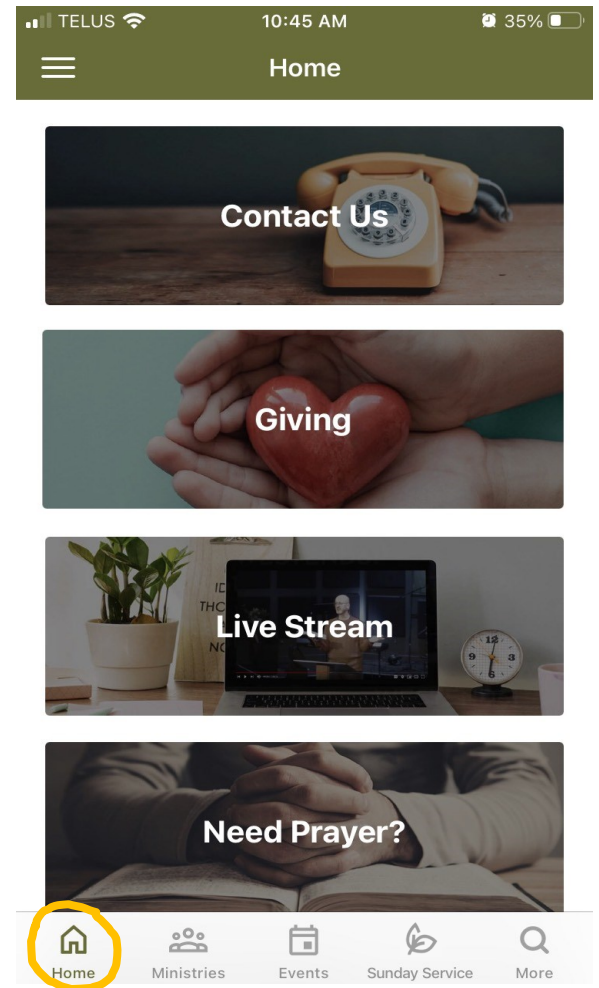 TELUS 10:45 AM 35%
Home
Contact Us
Giving
Live Stream
Need Prayer?
Home Ministries Events Sunday Service More